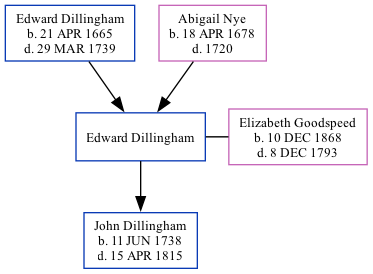 Edward Dillingham
b. 21 APR 1665
d. 29 MAR 1739
Abigail Nye
b. 18 APR 1678
d. 1720
Edward Dillingham
Elizabeth Goodspeed
b. 10 DEC 1868
d. 8 DEC 1793
John Dillingham
b. 11 JUN 1738
d. 15 APR 1815